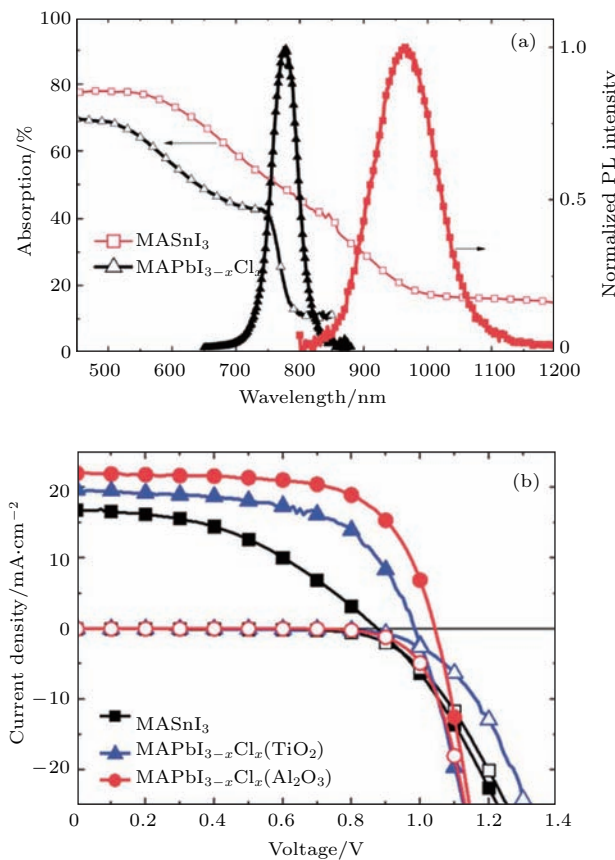 (a)
100
80
60
40
20
0
Absorption/%
1.0
0.5
0
Normalized PL intensity
MASnI₃
MAPbI₃₋ₓClₓ
500 600 700 800 900 1000 1100 1200
Wavelength/nm
(b)
20
10
0
−10
−20
Current density/mA·cm⁻²
MASnI₃
MAPbI₃₋ₓClₓ(TiO₂)
MAPbI₃₋ₓClₓ(Al₂O₃)
0 0.2 0.4 0.6 0.8 1.0 1.2 1.4
Voltage/V